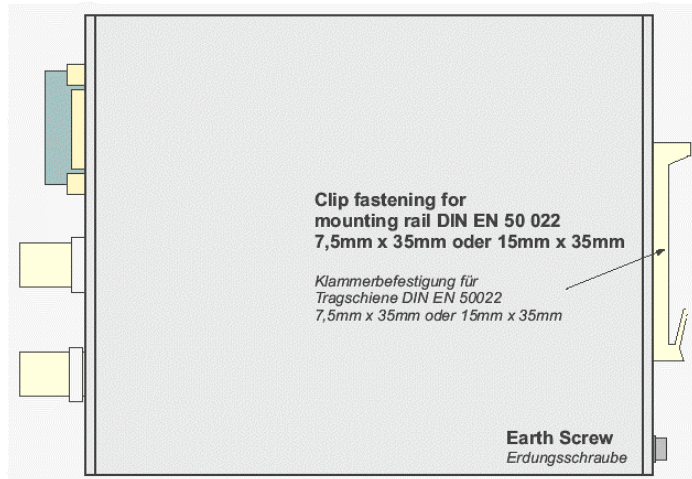 Clip fastening for
mounting rail DIN EN 50 022
7,5mm x 35mm oder 15mm x 35mm
Klammerbefestigung für
Tragschiene DIN EN 50022
7,5mm x 35mm oder 15mm x 35mm
Earth Screw
Erdungsschraube